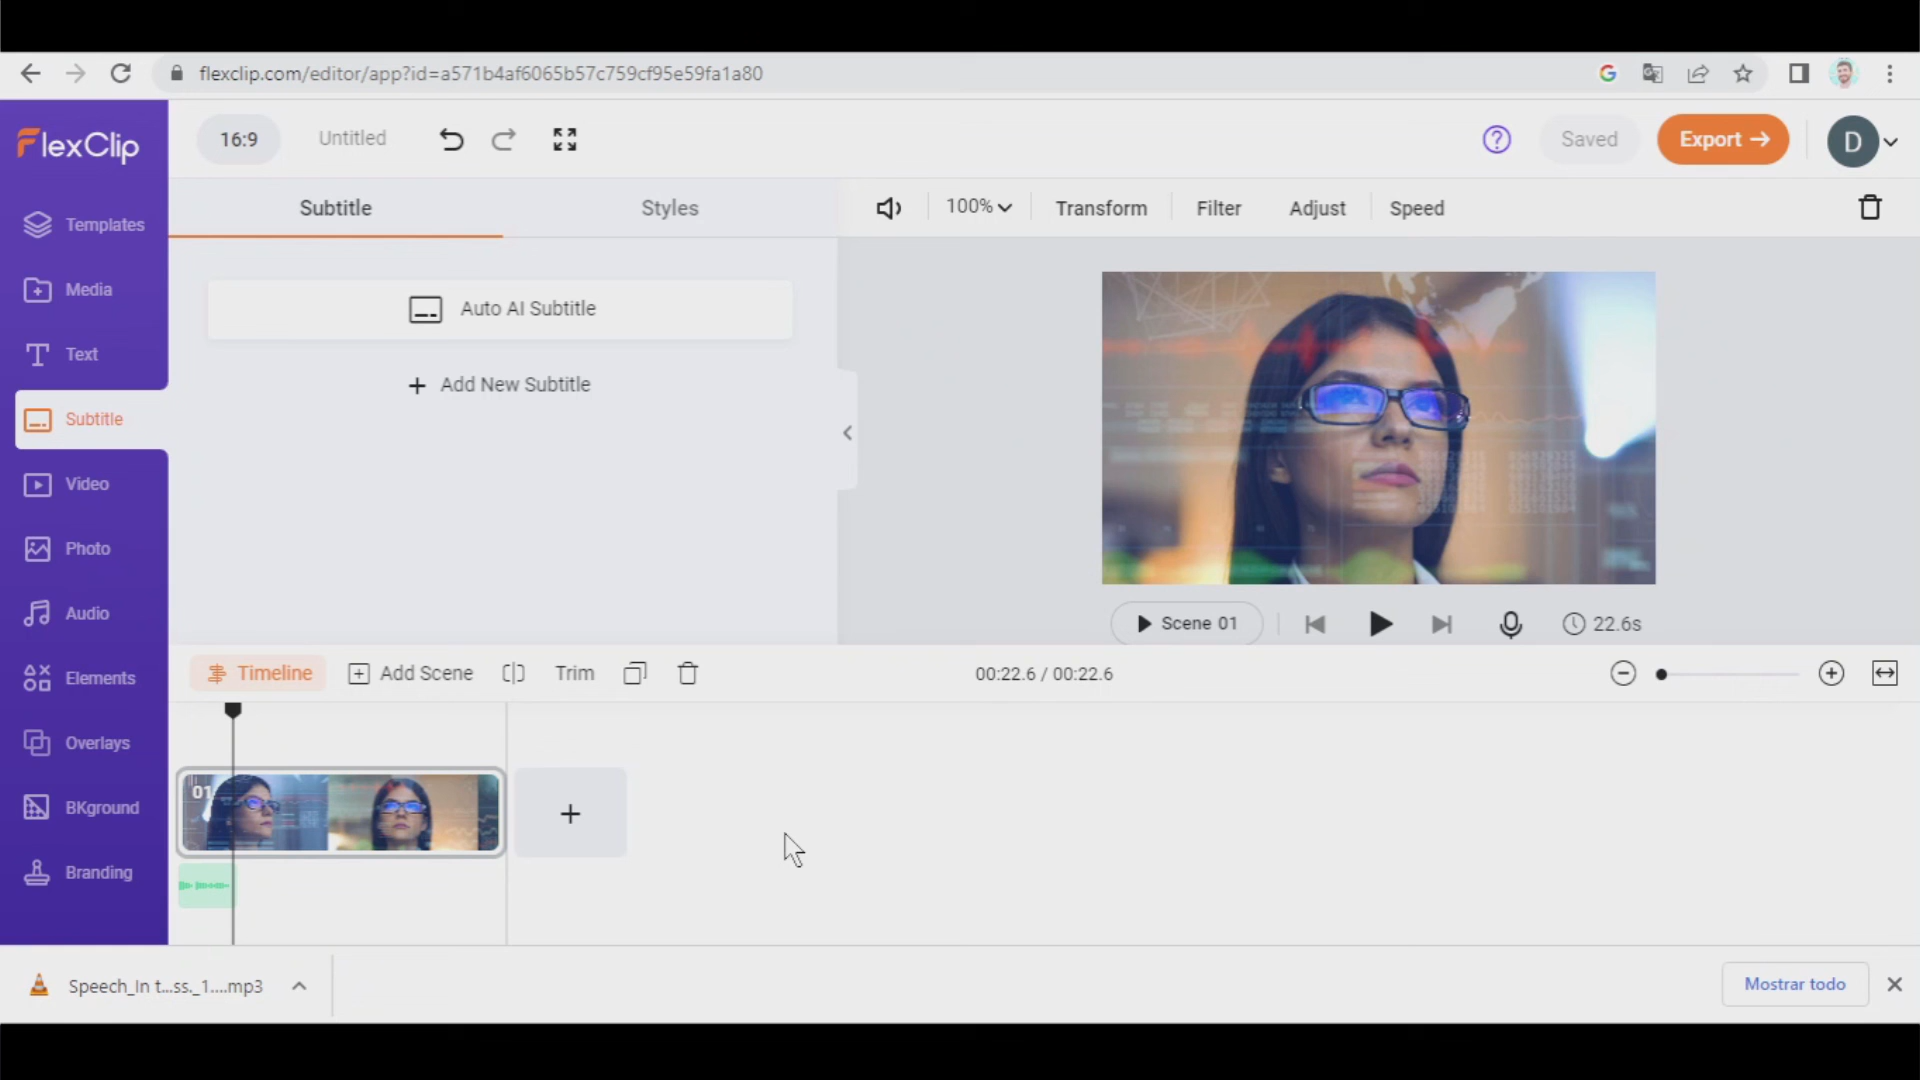 flexclip.com/editor/app?id=a571b4af6065b57c759cf95e59fa1a80
FlexClip
16:9
Untitled
Saved
Export
D
Templates
Media
Text
Subtitle
Video
Photo
Audio
Elements
Overlays
BKground
Branding
Subtitle
Styles
Auto AI Subtitle
Add New Subtitle
100%
Transform
Filter
Adjust
Speed
Scene 01
22.6s
Timeline
Add Scene
Trim
00:22.6 / 00:22.6
01
Speech_In t...ss._1....mp3
Mostrar todo